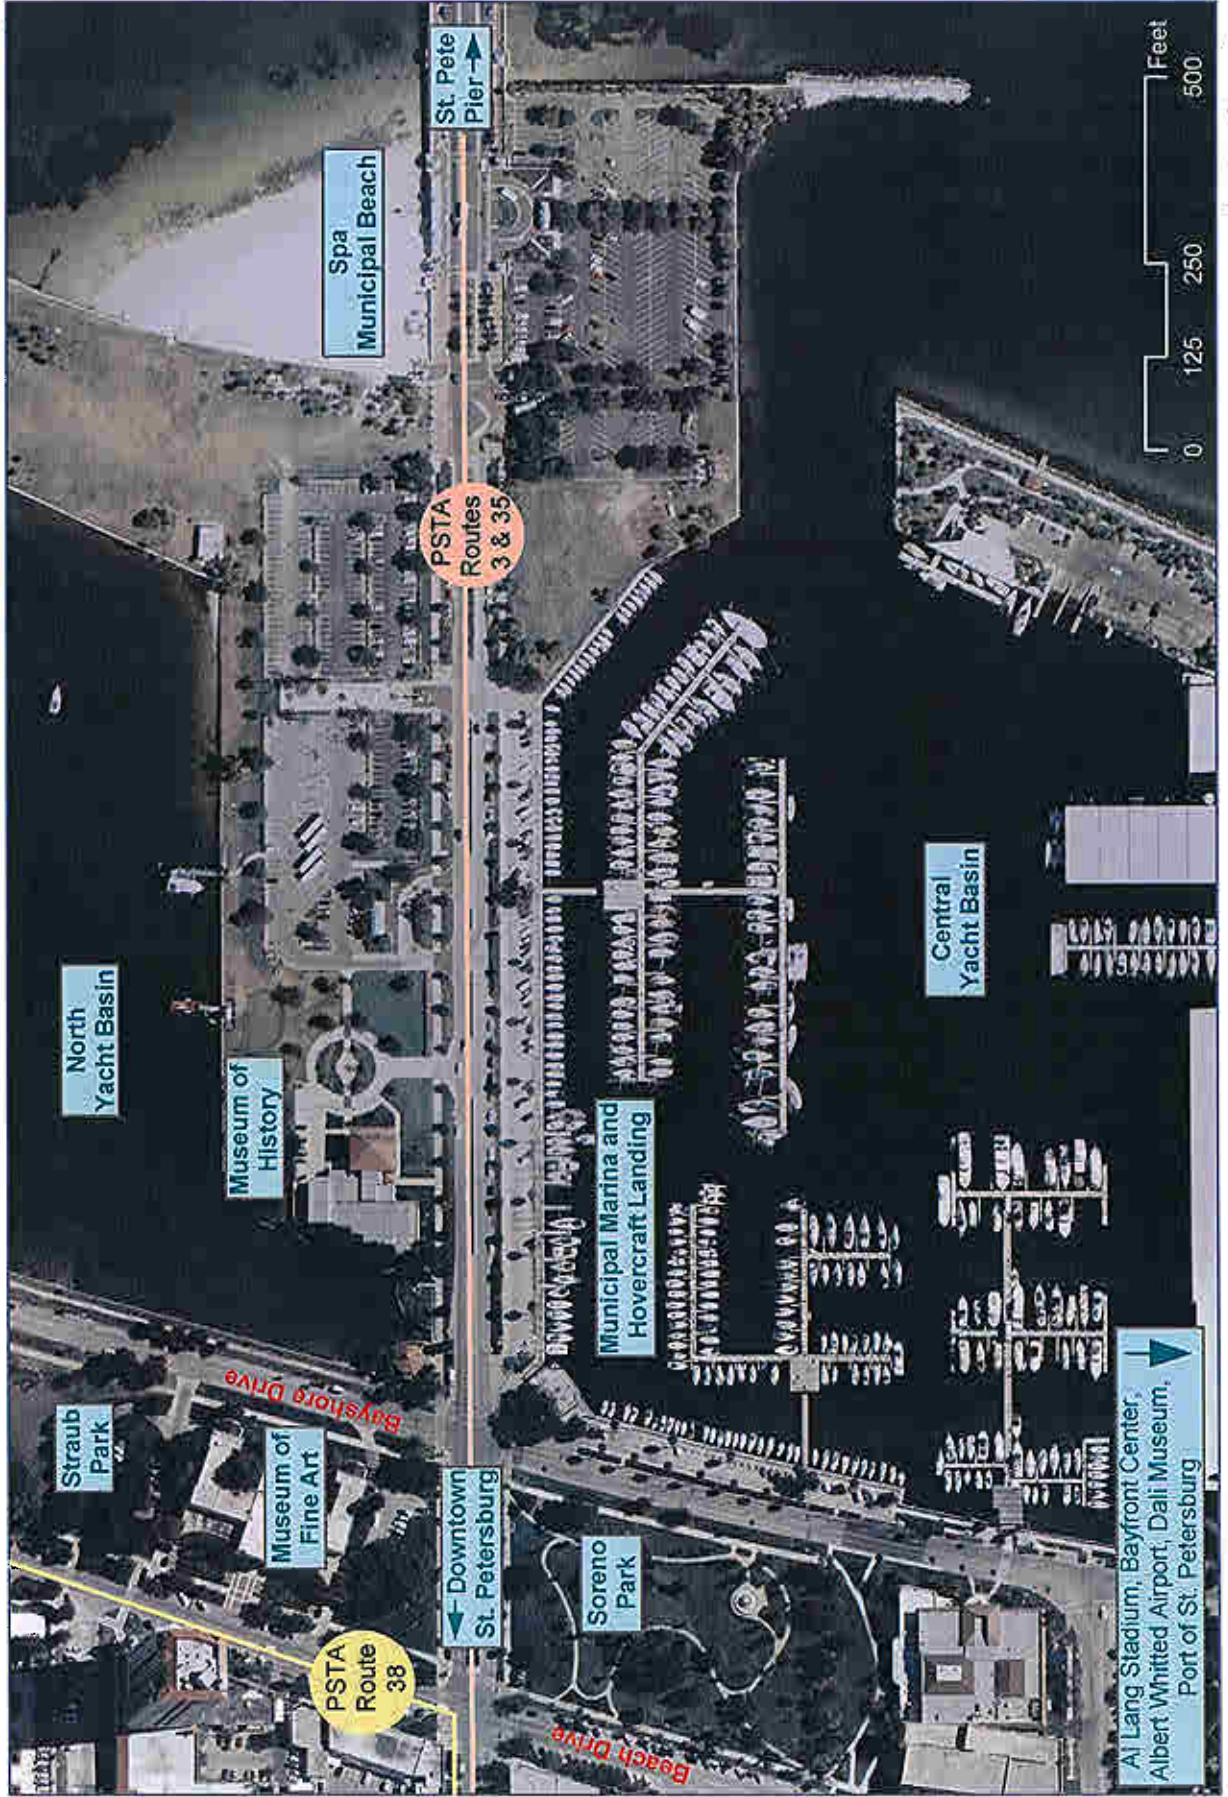 Straub
Park
North
Yacht Basin
Museum of
Fine Art
Bayshore Drive
Museum of
History
Spa
Municipal Beach
PSTA
Route
38
← Downtown
St. Petersburg
PSTA
Routes
3 & 35
St. Pete
Pier →
Beach Drive
Soreno
Park
Municipal Marina and
Hovercraft Landing
Central
Yacht Basin
Al Lang Stadium, Bayfront Center,
Albert Whitted Airport, Dali Museum,
Port of St. Petersburg
Feet
0 125 250 500